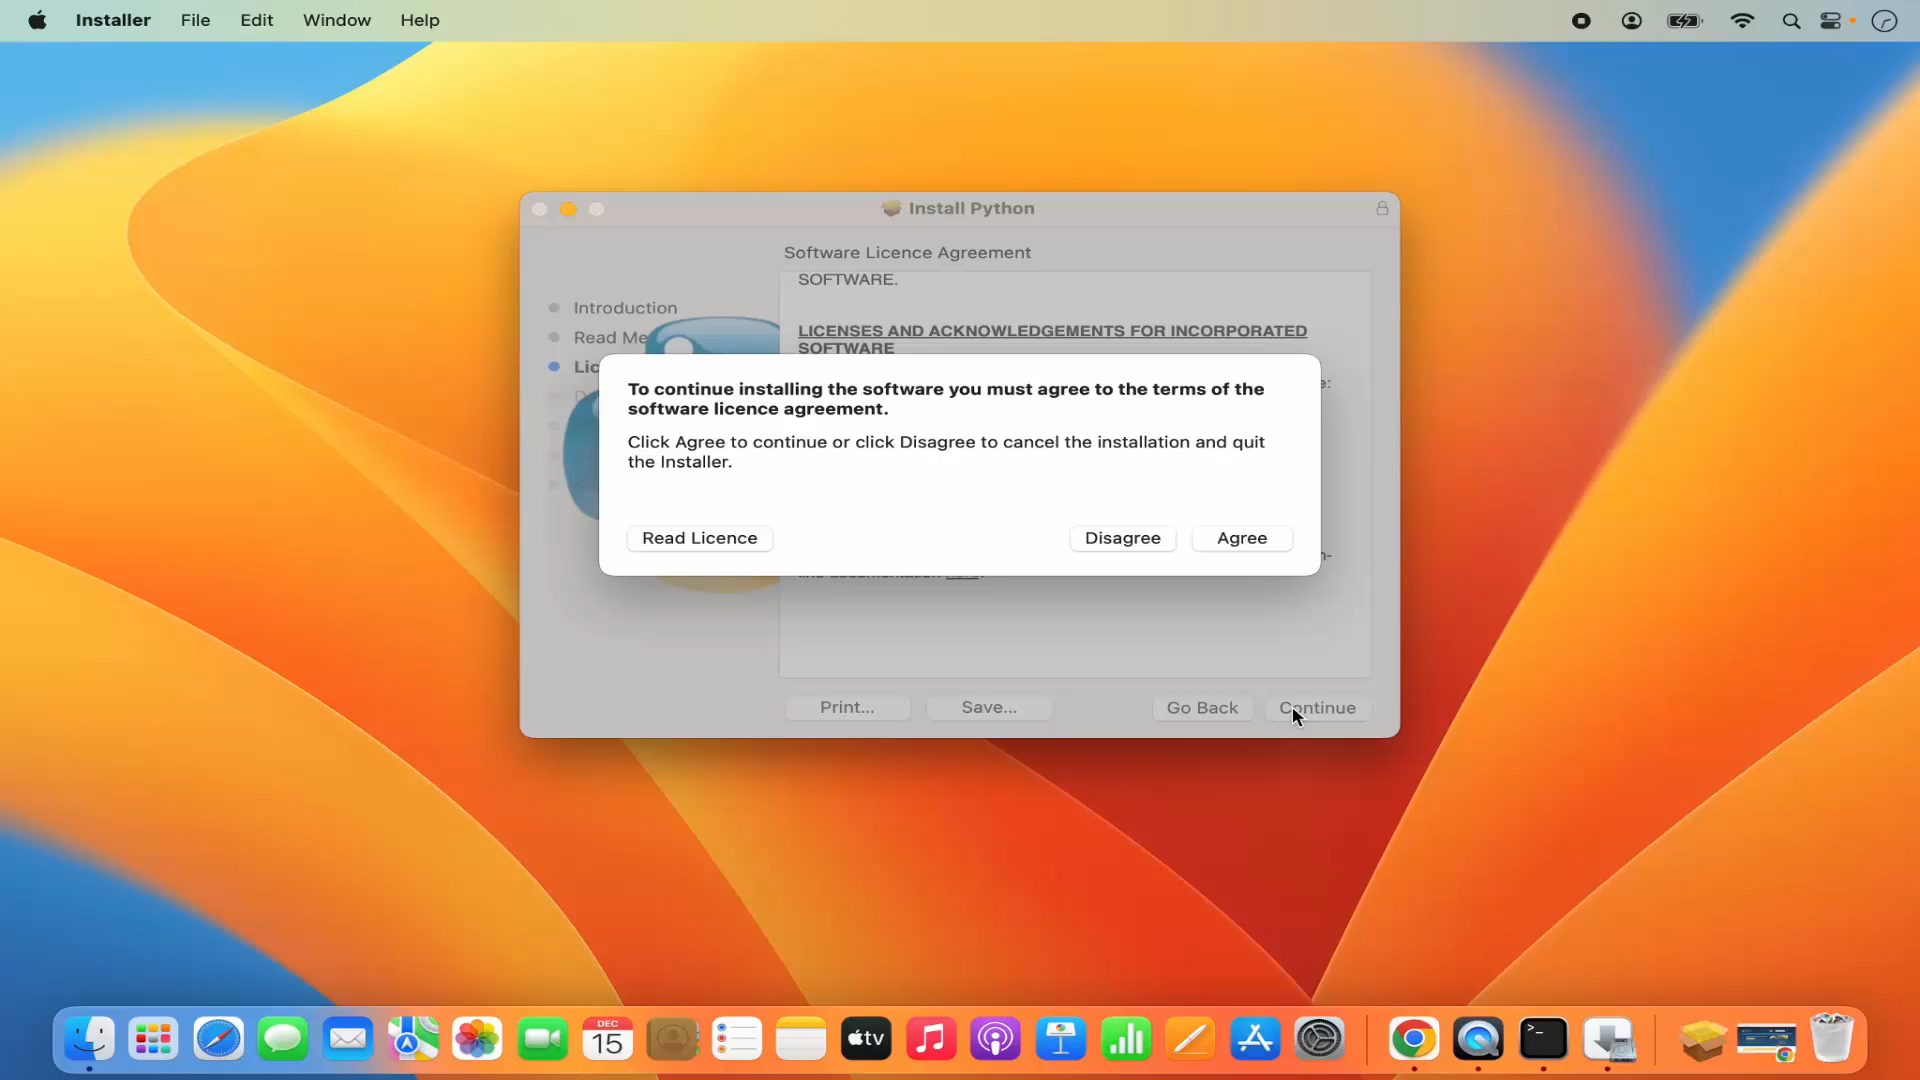 Installer File Edit Window Help
Install Python
Software Licence Agreement
SOFTWARE.
Introduction
LICENSES AND ACKNOWLEDGEMENTS FOR INCORPORATED
SOFTWARE
Read Me
Lic
To continue installing the software you must agree to the terms of the
software licence agreement.
Click Agree to continue or click Disagree to cancel the installation and quit
the Installer.
Read Licence Disagree Agree
Print... Save... Go Back Continue
DEC
15
tv